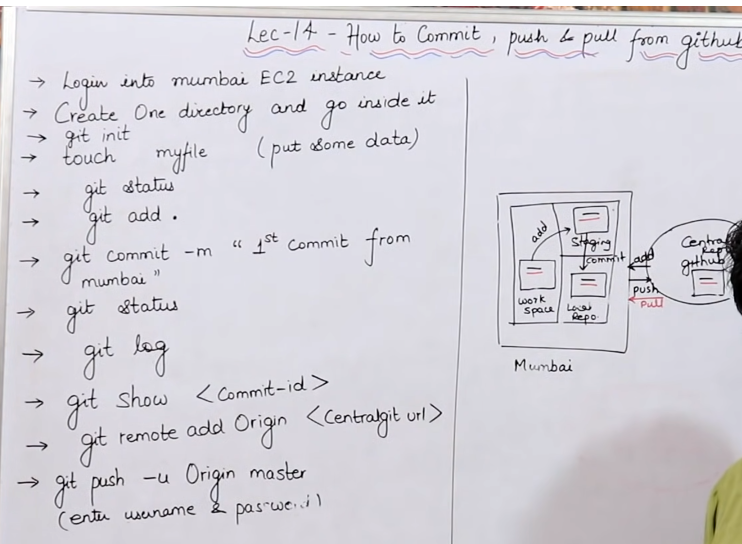 Lec-14 - How to Commit, push & pull from github
→ Login into mumbai EC2 instance
→ Create One directory and go inside it
→ git init
→ touch myfile (put some data)
→ git status
→ git add .
→ git commit -m "1st commit from
mumbai"
→ git status
→ git log
→ git show <Commit-id>
→ git remote add Origin <Centralgit url>
→ git push -u Origin master
(enter username & password)
add
Staging
commit
work
space
Local
Repo.
Mumbai
add
push
Pull
Central
Repo
github